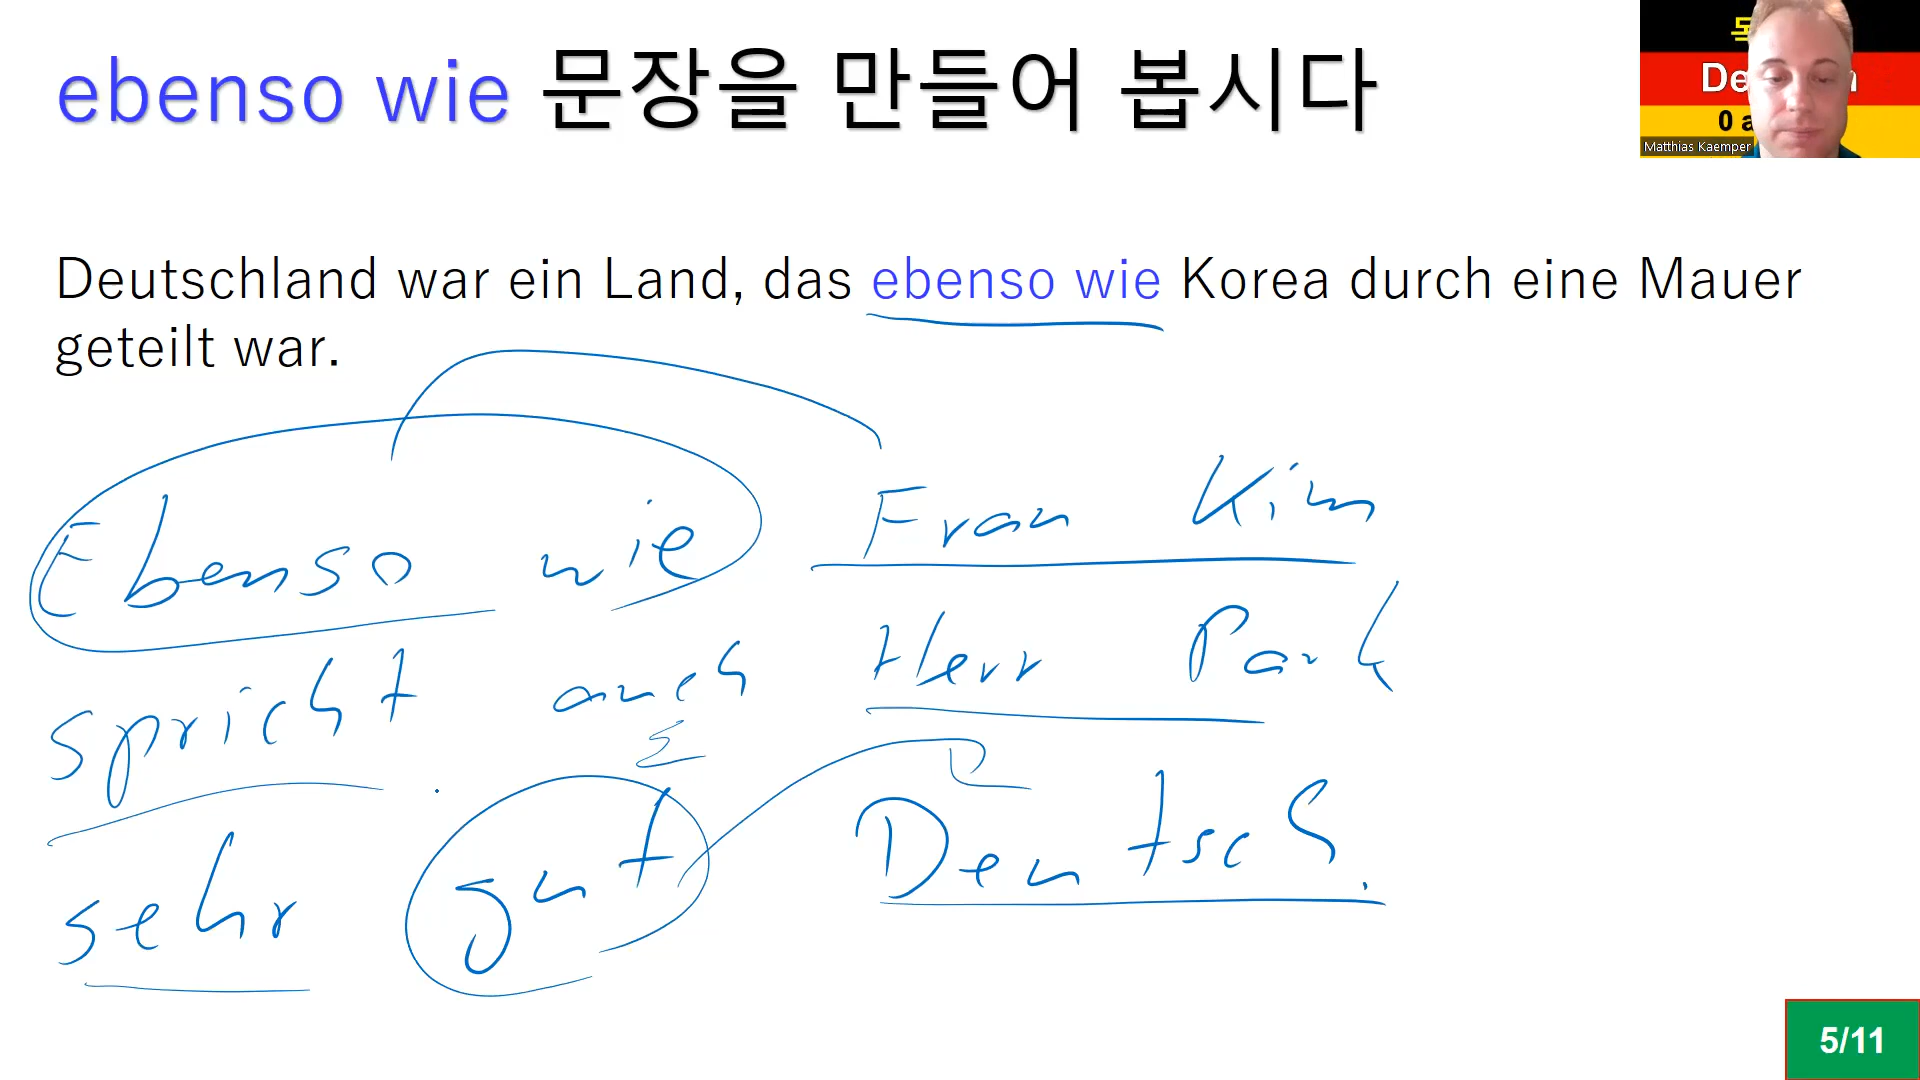 ebenso wie 문장을 만들어 봅시다
Deutschland war ein Land, das ebenso wie Korea durch eine Mauer
geteilt war.
Ebenso wie Frau Kim
spricht auch Herr Park
sehr gut Deutsch.
De
0 a
Matthias Kaemper
5/11